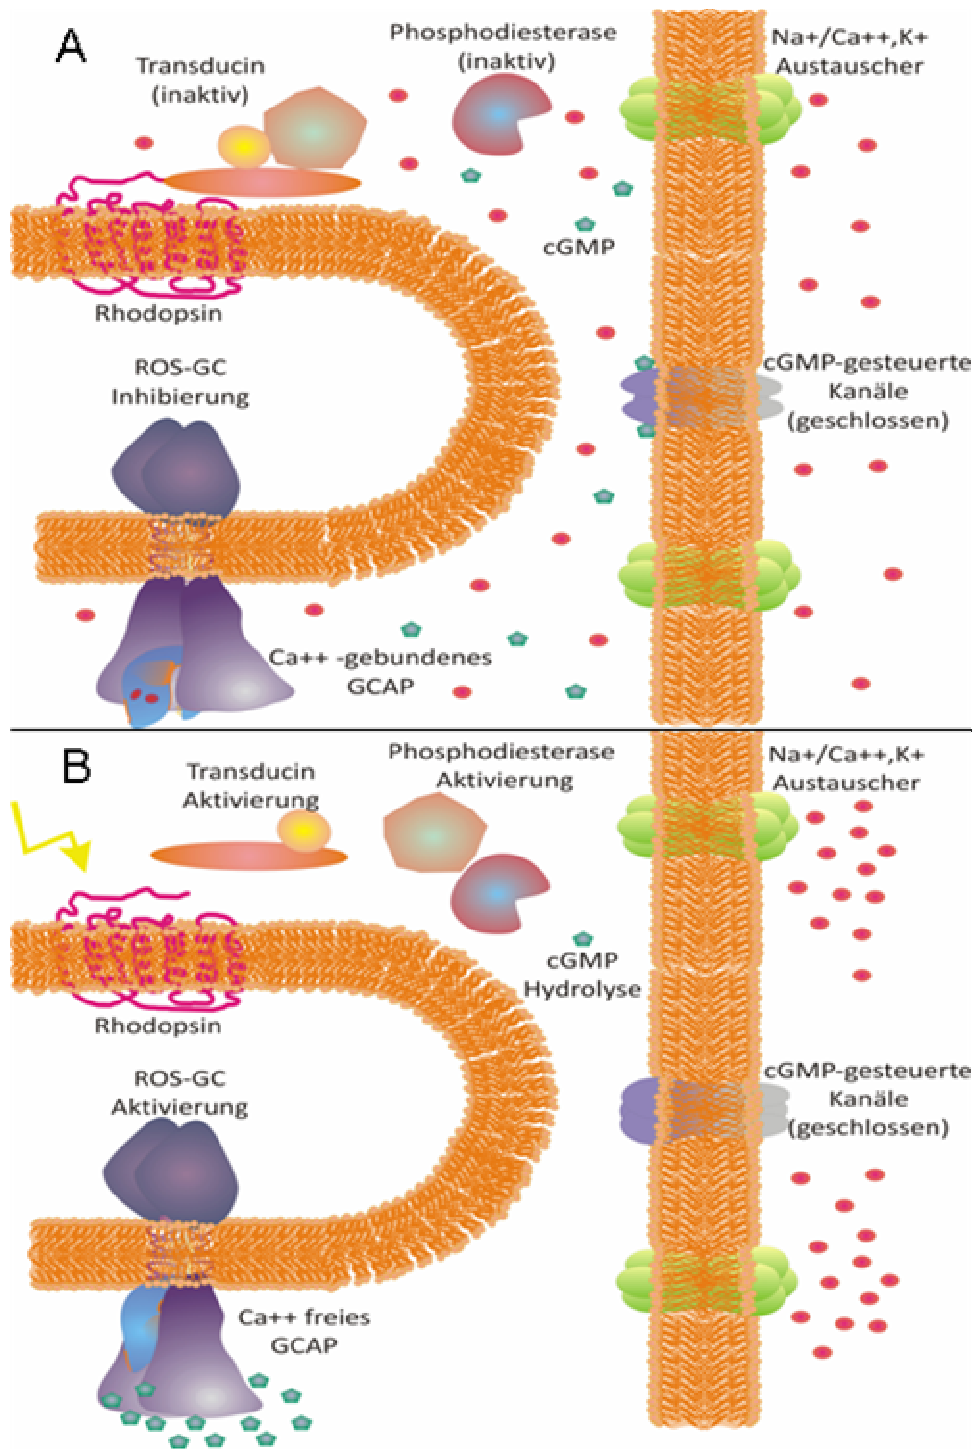 A
Transducin
(inaktiv)
Phosphodiesterase
(inaktiv)
Na+/Ca++,K+
Austauscher
cGMP
Rhodopsin
ROS-GC
Inhibierung
cGMP-gesteuerte
Kanäle
(geschlossen)
Ca++ -gebundenes
GCAP
B
Transducin
Aktivierung
Phosphodiesterase
Aktivierung
Na+/Ca++,K+
Austauscher
cGMP
Hydrolyse
Rhodopsin
ROS-GC
Aktivierung
cGMP-gesteuerte
Kanäle
(geschlossen)
Ca++ freies
GCAP